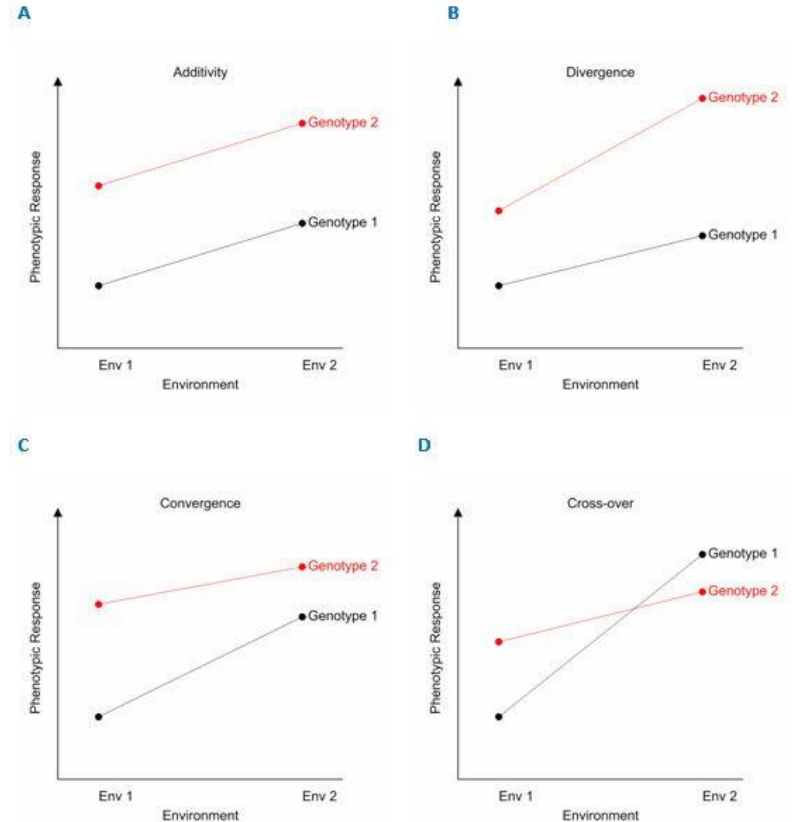 A
Additivity
Phenotypic Response
Genotype 2
Genotype 1
Env 1 Env 2
Environment
B
Divergence
Phenotypic Response
Genotype 2
Genotype 1
Env 1 Env 2
Environment
C
Convergence
Phenotypic Response
Genotype 2
Genotype 1
Env 1 Env 2
Environment
D
Cross-over
Phenotypic Response
Genotype 1
Genotype 2
Env 1 Env 2
Environment